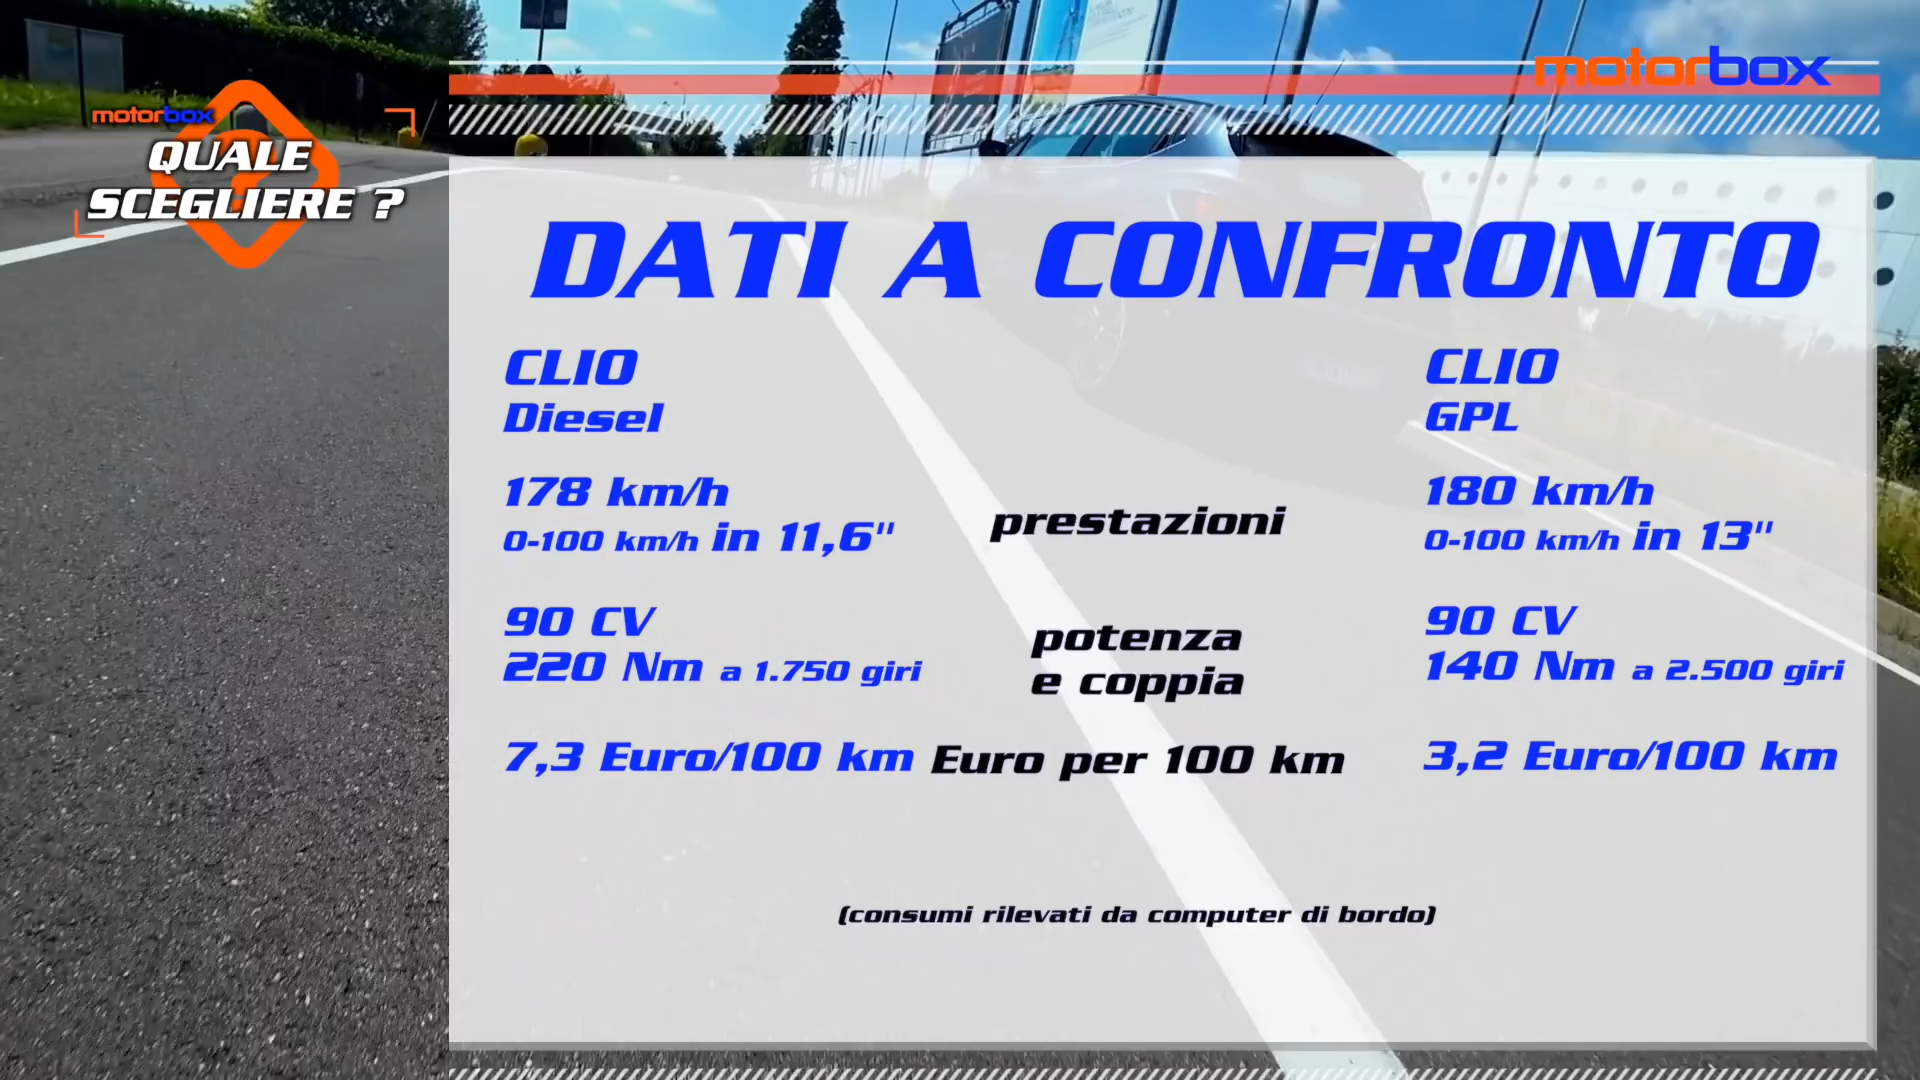 motorbox
motorbox
QUALE
SCEGLIERE ?
DATI A CONFRONTO
CLIO
Diesel
CLIO
GPL
178 km/h
0-100 km/h in 11,6"
prestazioni
180 km/h
0-100 km/h in 13"
90 CV
220 Nm a 1.750 giri
potenza
e coppia
90 CV
140 Nm a 2.500 giri
7,3 Euro/100 km
Euro per 100 km
3,2 Euro/100 km
(consumi rilevati da computer di bordo)